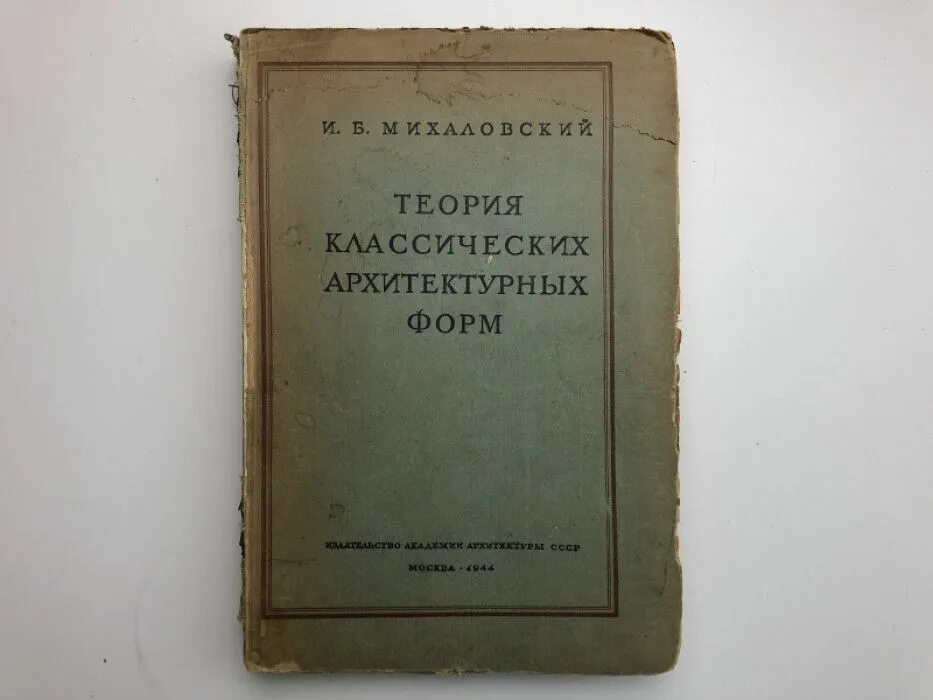 И. Б. МИХАЛОВСКИЙ
ТЕОРИЯ
КЛАССИЧЕСКИХ
АРХИТЕКТУРНЫХ
ФОРМ
ИЗДАТЕЛЬСТВО АКАДЕМИИ АРХИТЕКТУРЫ СССР
МОСКВА · 1944